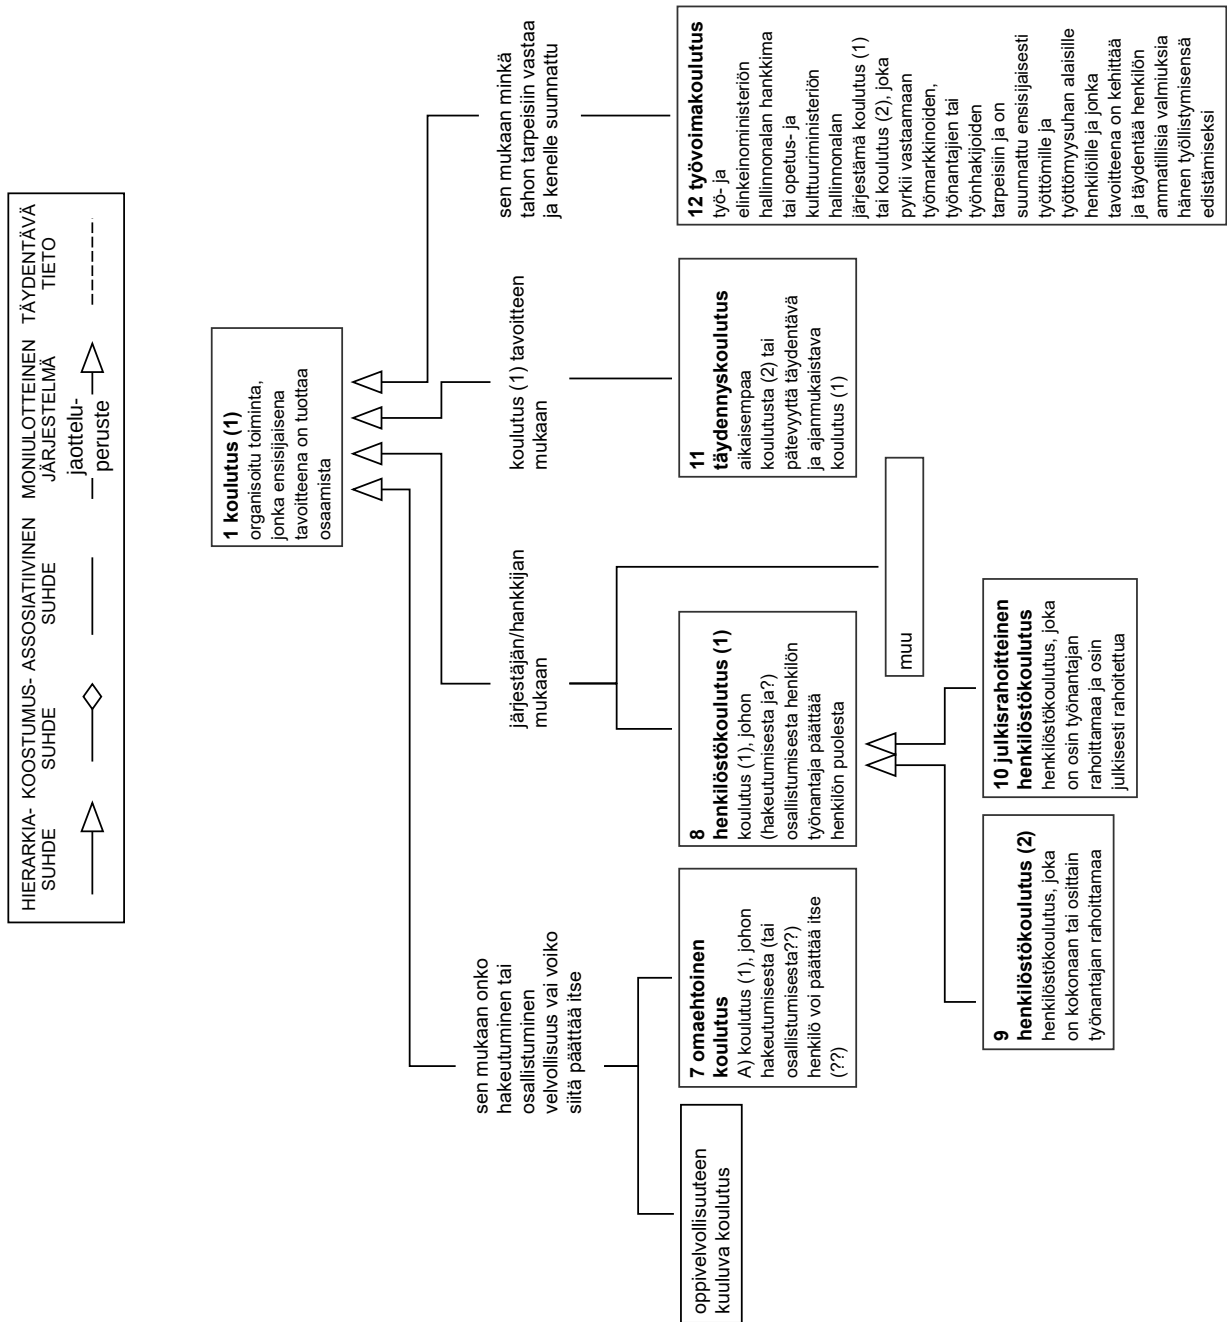 HIERARKIA-
SUHDE
KOOSTUMUS-
SUHDE
ASSOSIATIIVINEN
SUHDE
MONIULOTTEINEN
JÄRJESTELMÄ
jaottelu-
peruste
TÄYDENTÄVÄ
TIETO
1 koulutus (1)
organisoitu toiminta,
jonka ensisijaisena
tavoitteena on tuottaa
osaamista
sen mukaan onko
hakeutuminen tai
osallistuminen
velvollisuus vai voiko
siitä päättää itse
järjestäjän/hankkijan
mukaan
koulutus (1) tavoitteen
mukaan
sen mukaan minkä
tahon tarpeisiin vastaa
ja kenelle suunnattu
oppivelvollisuuteen
kuuluva koulutus
7 omaehtoinen
koulutus
A) koulutus (1), johon
hakeutumisesta (tai
osallistumisesta??)
henkilö voi päättää itse
(??)
8
henkilöstökoulutus (1)
koulutus (1), johon
(hakeutumisesta ja?)
osallistumisesta henkilön
työnantaja päättää
henkilön puolesta
muu
11
täydennyskoulutus
aikaisempaa
koulutusta (2) tai
pätevyyttä täydentävä
ja ajanmukaistava
koulutus (1)
12 työvoimakoulutus
työ- ja
elinkeinoministeriön
hallinnonalan hankkima
tai opetus- ja
kulttuuriministeriön
hallinnonalan
järjestämä koulutus (1)
tai koulutus (2), joka
pyrkii vastaamaan
työmarkkinoiden,
työnantajien tai
työnhakijoiden
tarpeisiin ja on
suunnattu ensisijaisesti
työttömille ja
työttömyysuhan alaisille
henkilöille ja jonka
tavoitteena on kehittää
ja täydentää henkilön
ammatillisia valmiuksia
hänen työllistymisensä
edistämiseksi
9
henkilöstökoulutus (2)
henkilöstökoulutus, joka
on kokonaan tai osittain
työnantajan rahoittamaa
10 julkisrahoitteinen
henkilöstökoulutus
henkilöstökoulutus, joka
on osin työnantajan
rahoittamaa ja osin
julkisesti rahoitettua